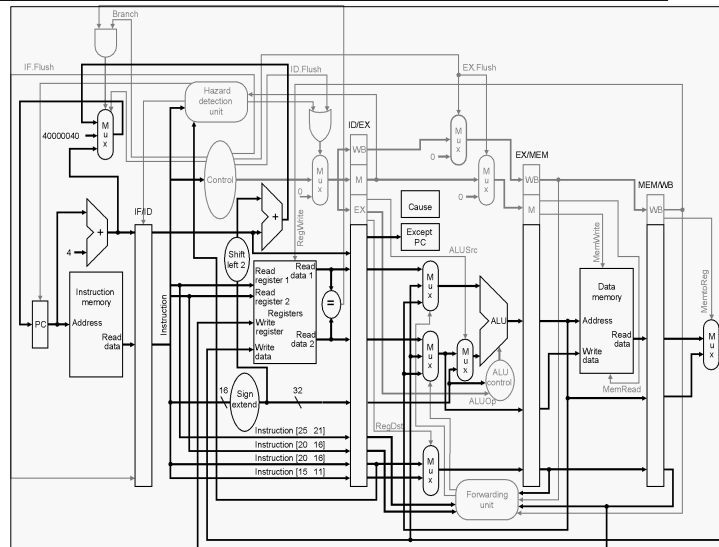 Branch
IF.Flush
ID.Flush
EX.Flush
Hazard
detection
unit
ID/EX
M
u
x
40000040
Control
M
u
x
0
WB
M
EX
M
u
x
0
M
u
x
0
EX/MEM
WB
M
MEM/WB
WB
IF/ID
+
4
+
Shift
left 2
RegWrite
Cause
Except
PC
ALUSrc
MemWrite
MemtoReg
PC
Instruction
memory
Address
Read
data
Instruction
Read
register 1
Read
data 1
Read
register 2
Registers
Write
register
Read
data 2
Write
data
=
M
u
x
M
u
x
M
u
x
ALU
ALU
control
ALUOp
Data
memory
Address
Read
data
Write
data
MemRead
M
u
x
16
Sign
extend
32
RegDst
Instruction [25 21]
Instruction [20 16]
Instruction [20 16]
Instruction [15 11]
M
u
x
Forwarding
unit